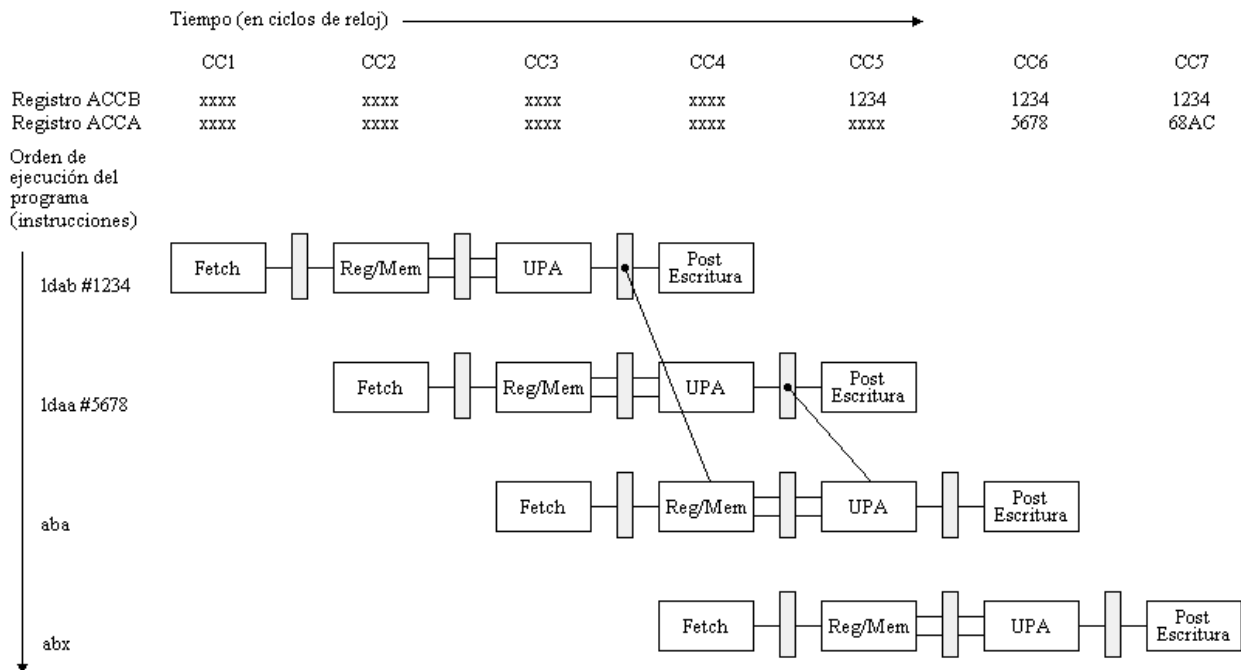 Tiempo (en ciclos de reloj)
CC1 CC2 CC3 CC4 CC5 CC6 CC7
Registro ACCB xxxx xxxx xxxx xxxx 1234 1234 1234
Registro ACCA xxxx xxxx xxxx xxxx xxxx 5678 68AC
Orden de
ejecución del
programa
(instrucciones)
ldab #1234
Fetch Reg/Mem UPA Post
Escritura
ldaa #5678
Fetch Reg/Mem UPA Post
Escritura
aba
Fetch Reg/Mem UPA Post
Escritura
abx
Fetch Reg/Mem UPA Post
Escritura